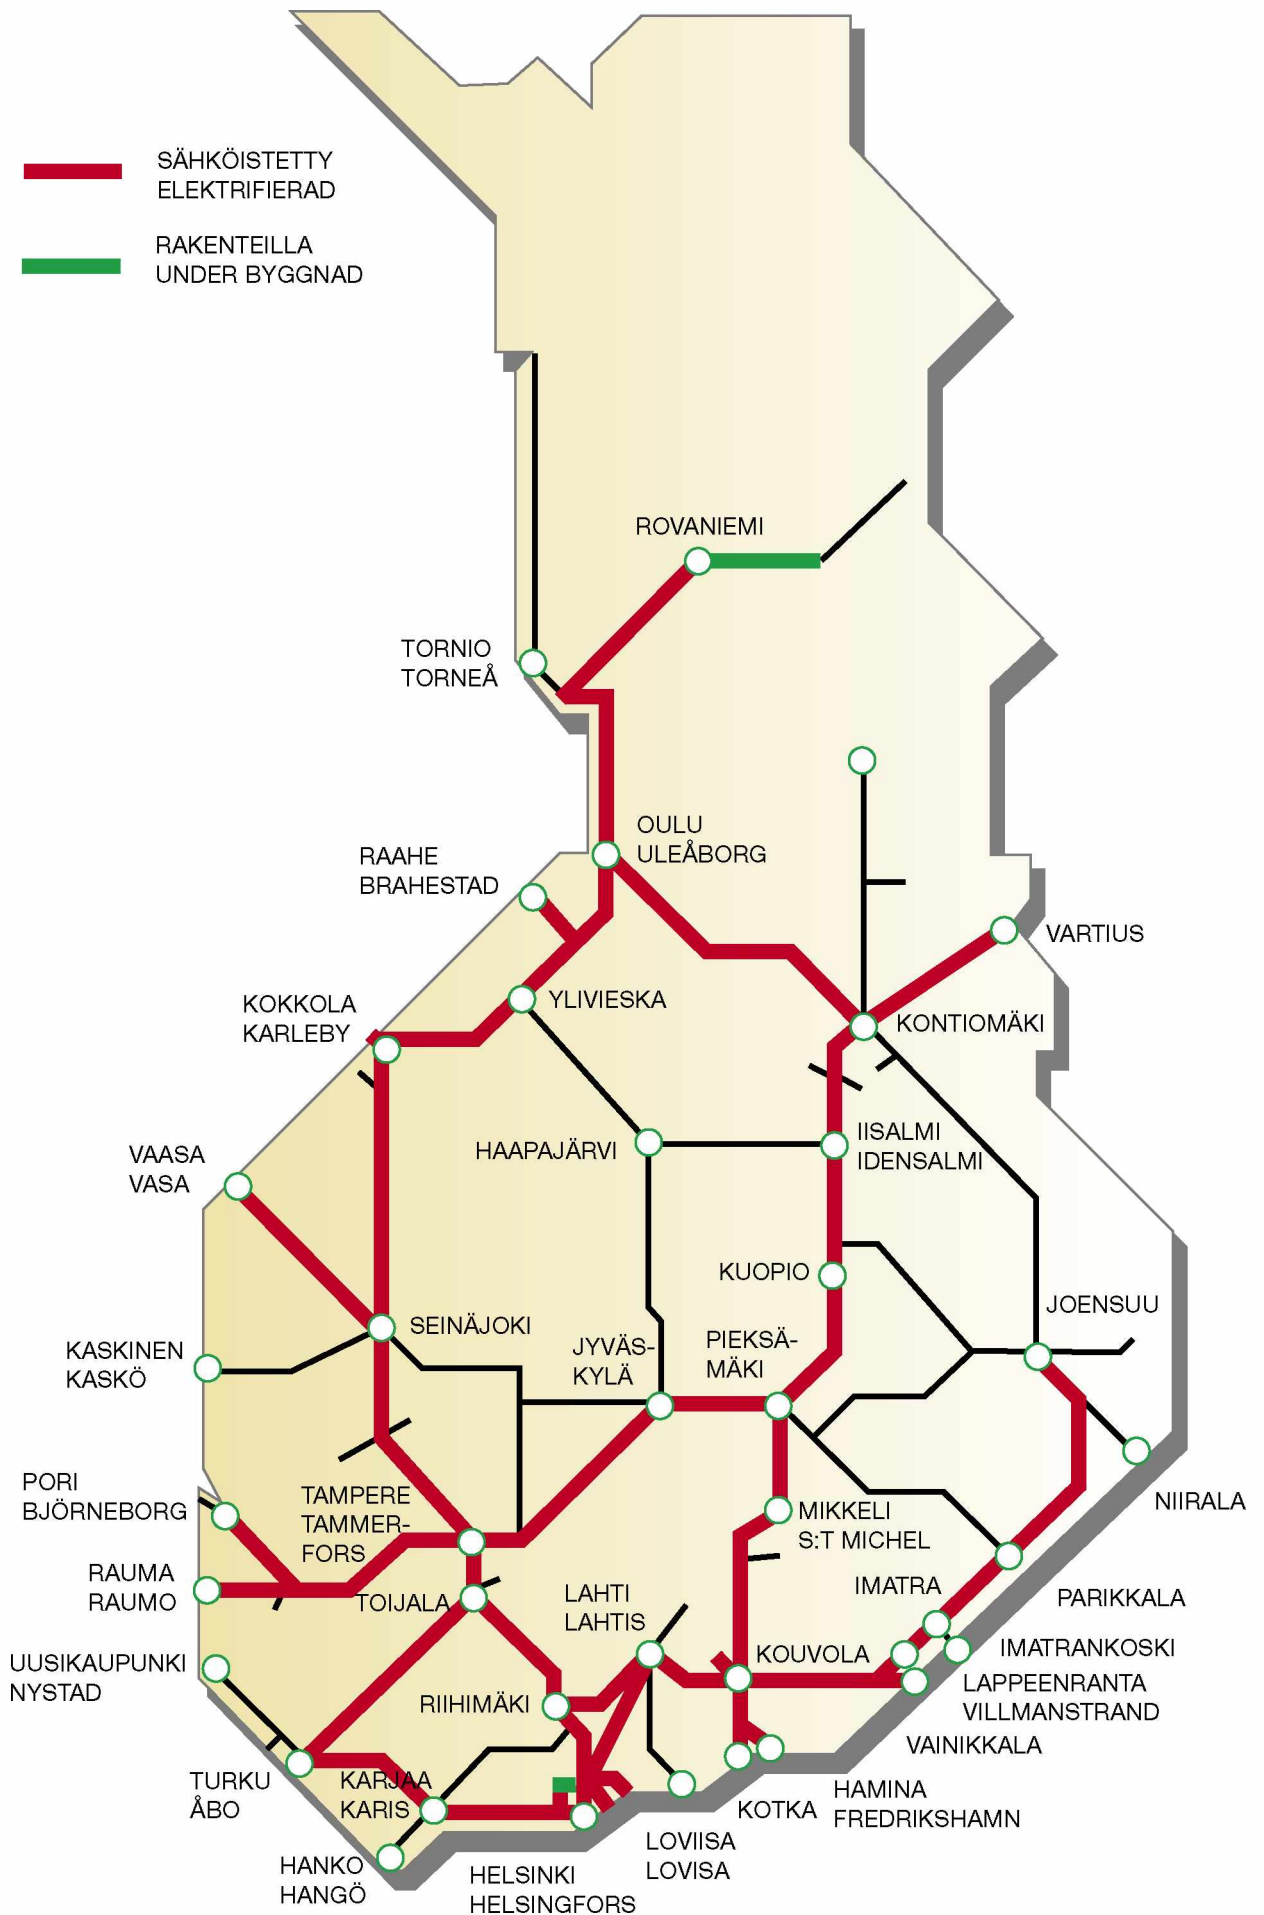 SÄHKÖISTETTY
ELEKTRIFIERAD
RAKENTEILLA
UNDER BYGGNAD
ROVANIEMI
TORNIO
TORNEÅ
OULU
ULEÅBORG
RAAHE
BRAHESTAD
VARTIUS
YLIVIESKA
KOKKOLA
KARLEBY
KONTIOMÄKI
HAAPAJÄRVI
IISALMI
IDENSALMI
VAASA
VASA
KUOPIO
JOENSUU
SEINÄJOKI
JYVÄS-
KYLÄ
PIEKSÄ-
MÄKI
KASKINEN
KASKÖ
PORI
BJÖRNEBORG
TAMPERE
TAMMER-
FORS
MIKKELI
S:T MICHEL
NIIRALA
RAUMA
RAUMO
TOIJALA
LAHTI
LAHTIS
IMATRA
PARIKKALA
UUSIKAUPUNKI
NYSTAD
KOUVOLA
IMATRANKOSKI
LAPPEENRANTA
VILLMANSTRAND
RIIHIMÄKI
VAINIKKALA
TURKU
ÅBO
KARJAA
KARIS
HAMINA
FREDRIKSHAMN
KOTKA
LOVIISA
LOVISA
HANKO
HANGÖ
HELSINKI
HELSINGFORS